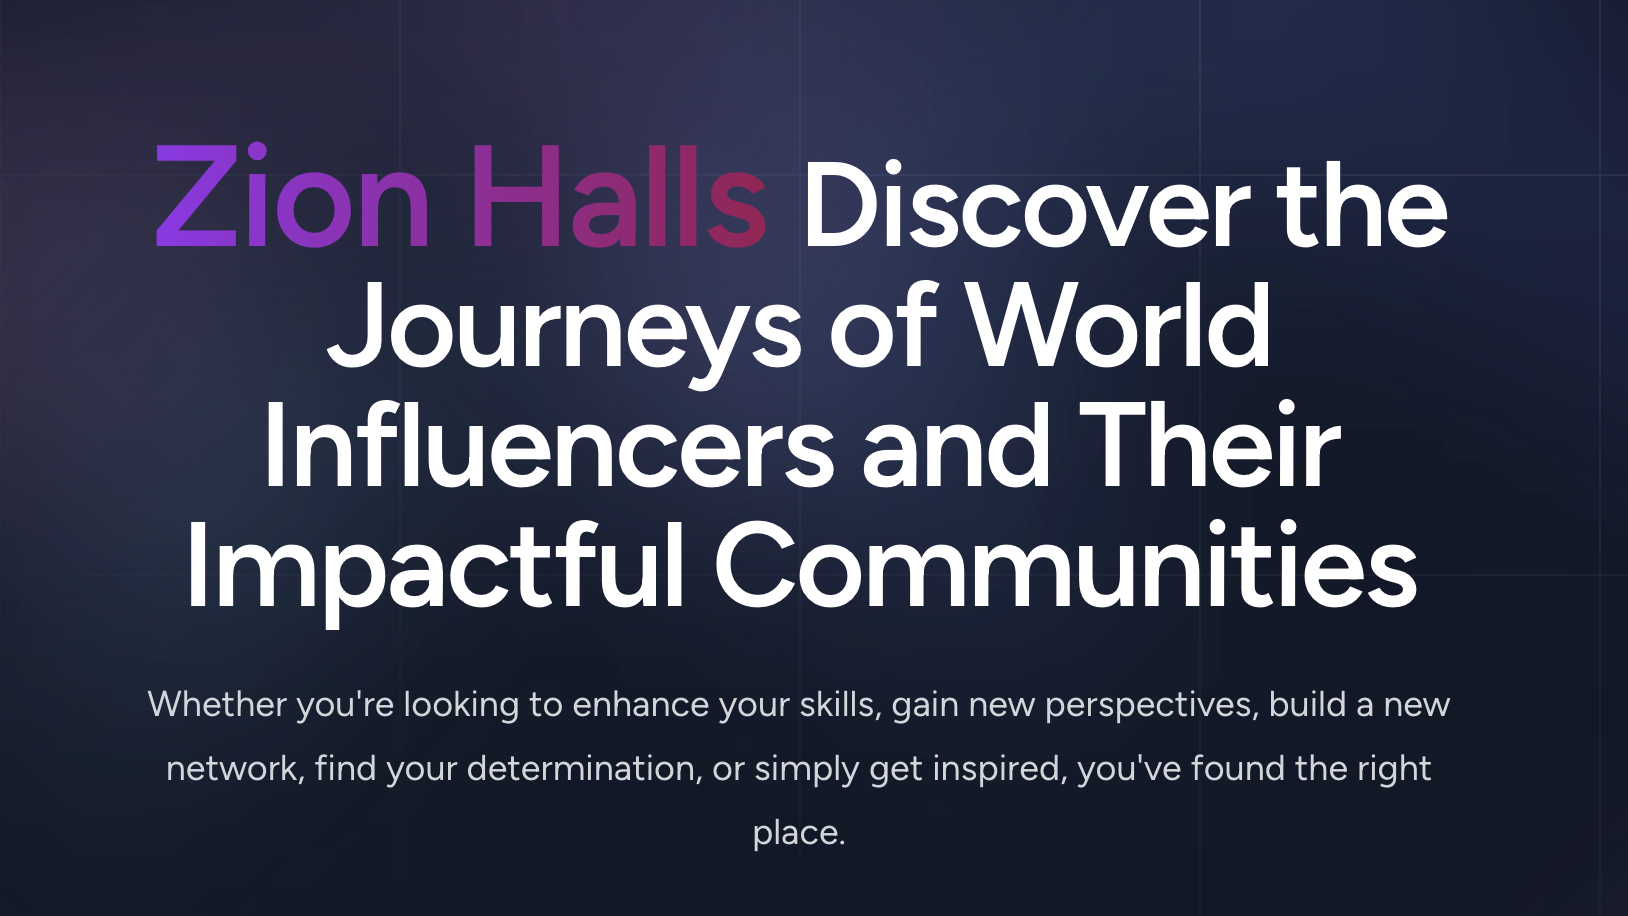 Zion Halls Discover the
Journeys of World
Influencers and Their
Impactful Communities
Whether you're looking to enhance your skills, gain new perspectives, build a new
network, find your determination, or simply get inspired, you've found the right
place.